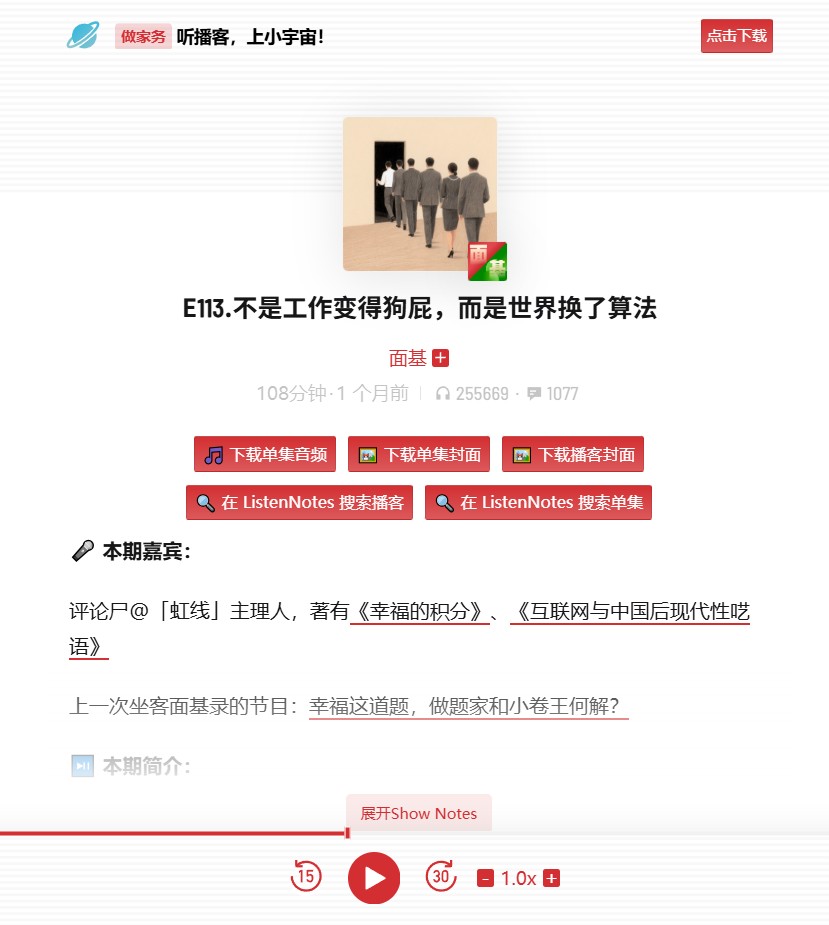 做家务 听播客，上小宇宙！
点击下载
面基
E113.不是工作变得狗屁，而是世界换了算法
面基
108分钟·1 个月前 255669 · 1077
下载单集音频 下载单集封面 下载播客封面
在 ListenNotes 搜索播客 在 ListenNotes 搜索单集
本期嘉宾：
评论尸@「虹线」主理人，著有《幸福的积分》、《互联网与中国后现代性呓
语》
上一次坐客面基录的节目：幸福这道题，做题家和小卷王何解？
本期简介：
展开Show Notes
15 30 - 1.0x +